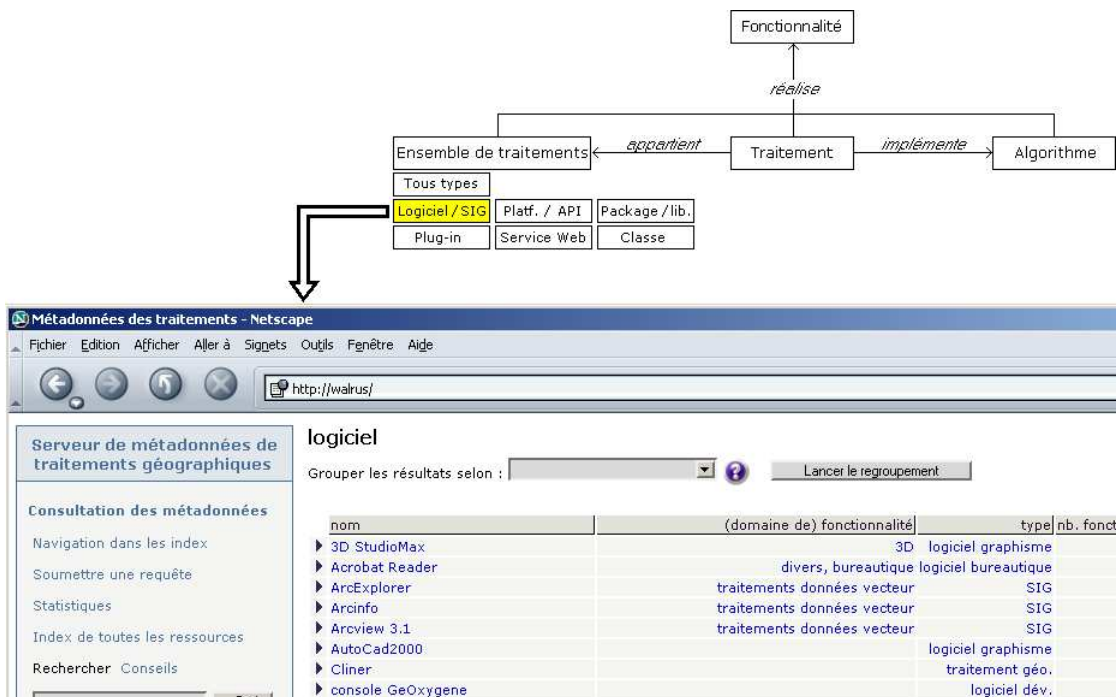 Fonctionnalité
réalise
Ensemble de traitements
appartient
Traitement
implémente
Algorithme
Tous types
Logiciel / SIG
Platf. / API
Package / lib.
Plug-in
Service Web
Classe
Métadonnées des traitements - Netscape
Fichier Edition Afficher Aller à Signets Outils Fenêtre Aide
http://walrus/
Serveur de métadonnées de
traitements géographiques
Consultation des métadonnées
Navigation dans les index
Soumettre une requête
Statistiques
Index de toutes les ressources
Rechercher Conseils
logiciel
Grouper les résultats selon : ? Lancer le regroupement
nom (domaine de) fonctionnalité type nb. fonct
3D StudioMax 3D logiciel graphisme
Acrobat Reader divers, bureautique logiciel bureautique
ArcExplorer traitements données vecteur SIG
Arcinfo traitements données vecteur SIG
Arcview 3.1 traitements données vecteur SIG
AutoCad2000 logiciel graphisme
Cliner traitement géo.
console GeOxygene logiciel dév.